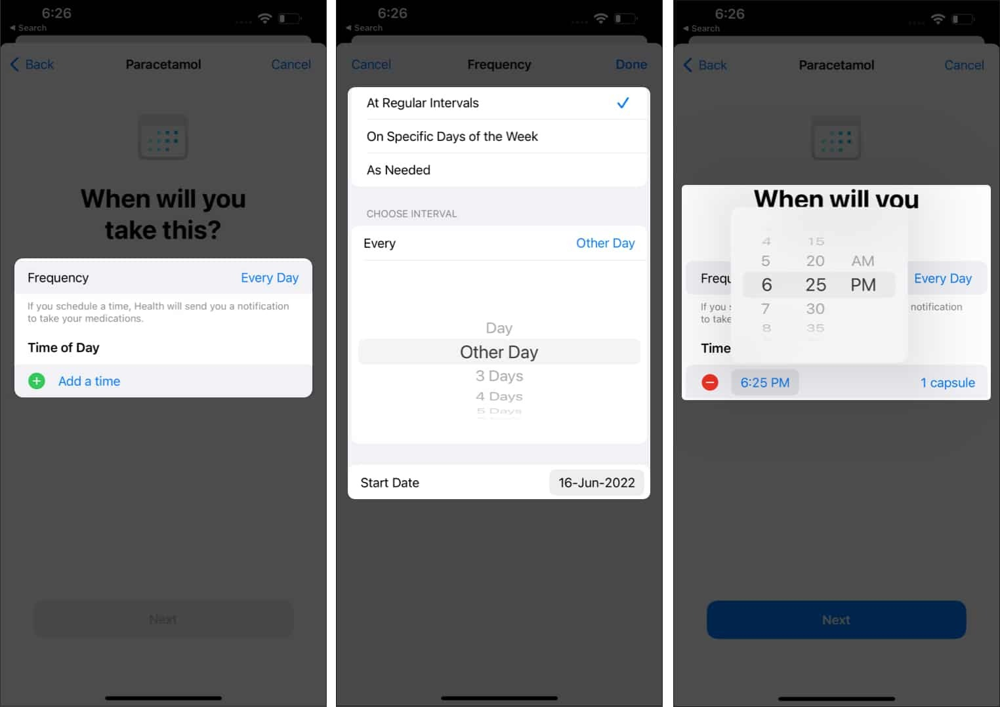 6:26
Search
Back
Paracetamol
Cancel
When will you
take this?
Frequency
Every Day
If you schedule a time, Health will send you a notification
to take your medications.
Time of Day
Add a time
Next
6:26
Search
Cancel
Frequency
Done
At Regular Intervals
On Specific Days of the Week
As Needed
CHOOSE INTERVAL
Every
Other Day
Day
Other Day
3 Days
4 Days
5 Days
Start Date
16-Jun-2022
6:26
Search
Back
Paracetamol
Cancel
When will you
4 15
5 20 AM
6 25 PM
7 30
8 35
Every Day
If you
notification
to take
Time
6:25 PM
1 capsule
Next